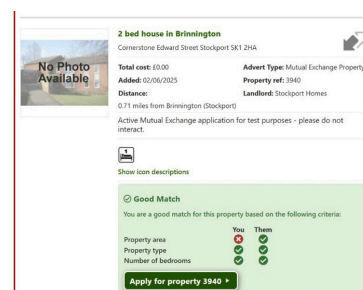 No Photo
Available
2 bed house in Brinnington
Cornerstone Edward Street Stockport SK1 2HA
Total cost: £0.00 Advert Type: Mutual Exchange Property
Added: 02/06/2025 Property ref: 3940
Distance: Landlord: Stockport Homes
0.71 miles from Brinnington (Stockport)
Active Mutual Exchange application for test purposes - please do not
interact.
1
Show icon descriptions
Good Match
You are a good match for this property based on the following criteria:
You Them
Property area
Property type
Number of bedrooms
Apply for property 3940